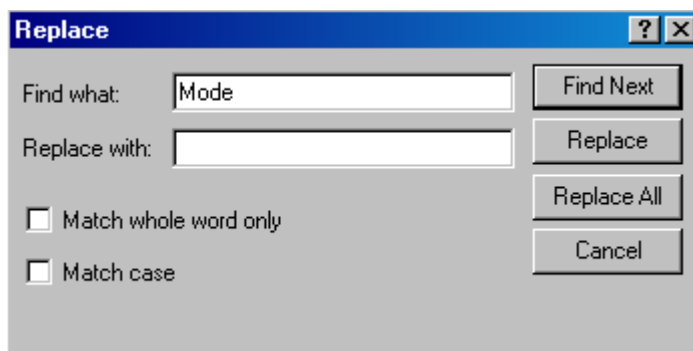 Replace
Find what: Mode
Find Next
Replace with:
Replace
Replace All
Match whole word only
Cancel
Match case